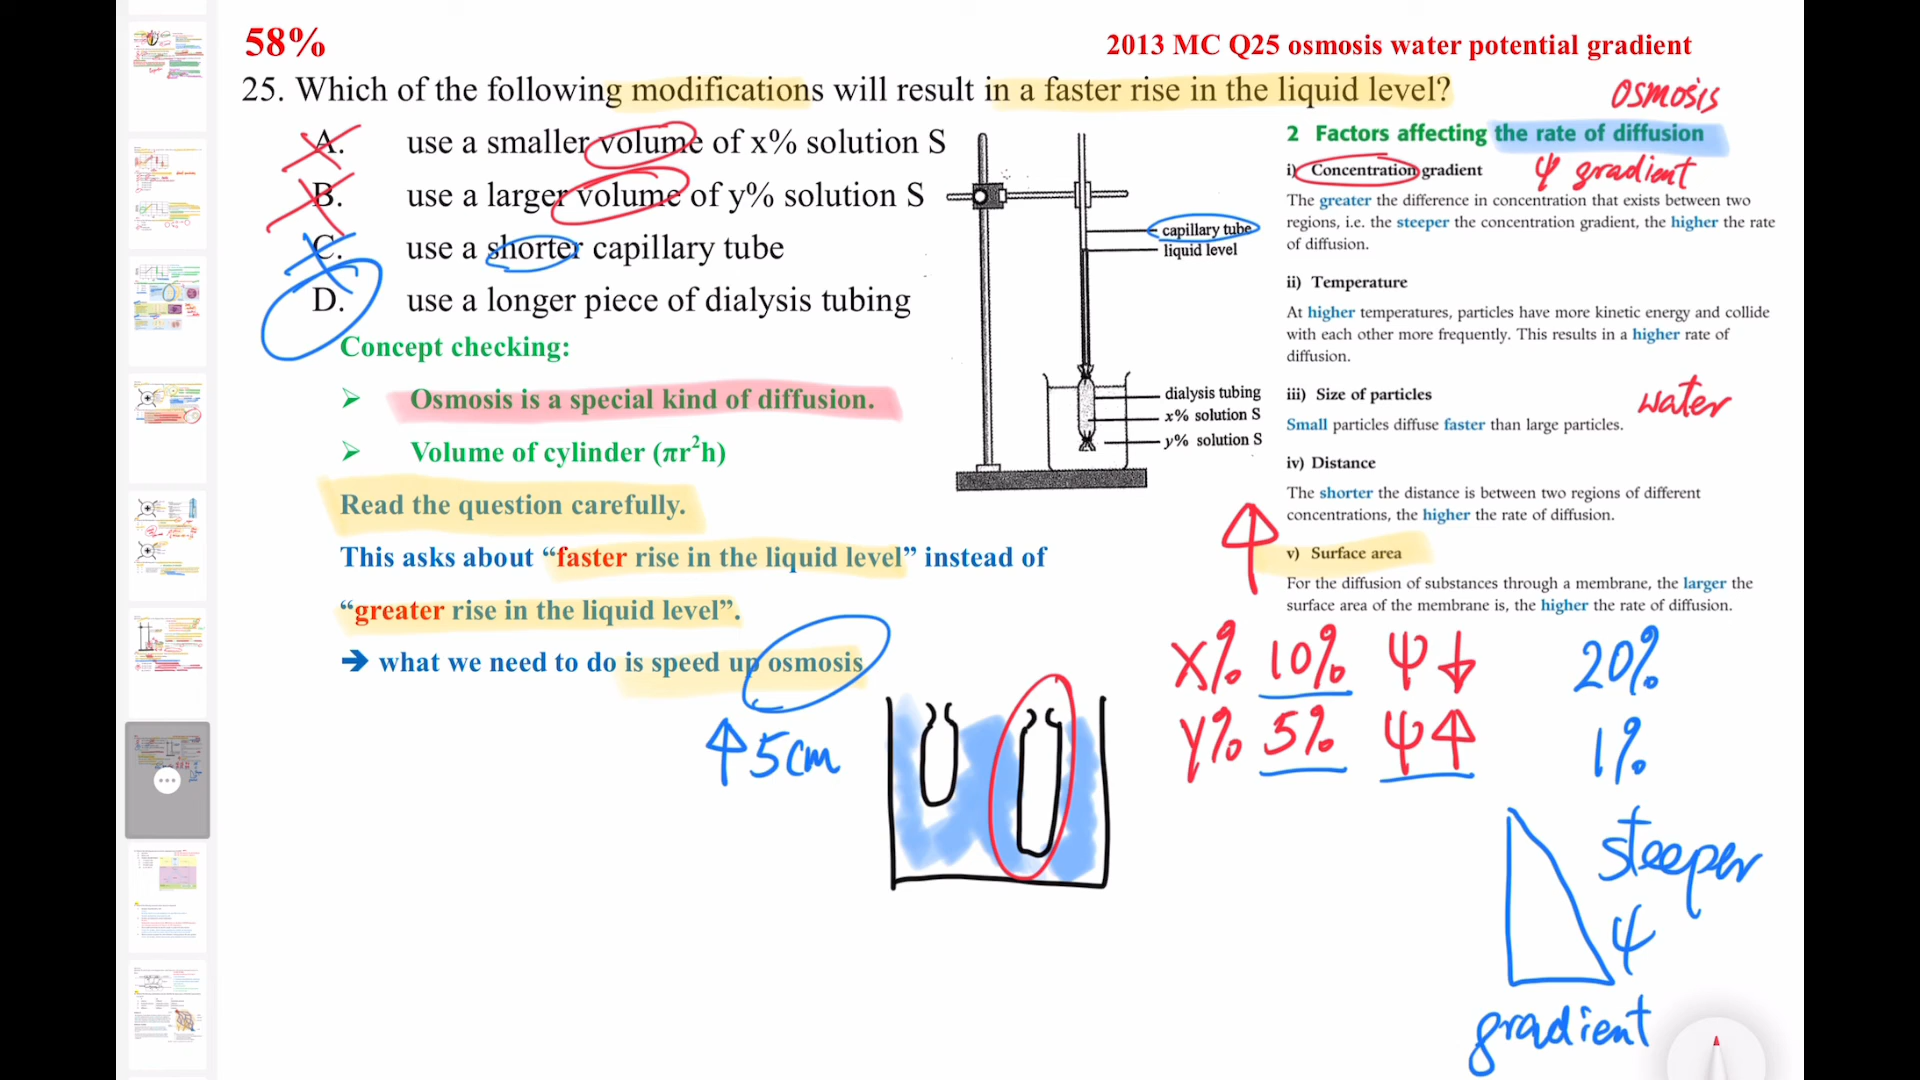 58%
2013 MC Q25 osmosis water potential gradient
25. Which of the following modifications will result in a faster rise in the liquid level?
A. use a smaller volume of x% solution S
B. use a larger volume of y% solution S
C. use a shorter capillary tube
D. use a longer piece of dialysis tubing
Concept checking:
➢ Osmosis is a special kind of diffusion.
➢ Volume of cylinder (πr²h)
Read the question carefully.
This asks about “faster rise in the liquid level” instead of
“greater rise in the liquid level”.
➔ what we need to do is speed up osmosis
↑ 5cm
capillary tube
liquid level
dialysis tubing
x% solution S
y% solution S
osmosis
2 Factors affecting the rate of diffusion
i) Concentration gradient
ψ gradient
The greater the difference in concentration that exists between two
regions, i.e. the steeper the concentration gradient, the higher the rate
of diffusion.
ii) Temperature
At higher temperatures, particles have more kinetic energy and collide
with each other more frequently. This results in a higher rate of
diffusion.
iii) Size of particles
water
Small particles diffuse faster than large particles.
iv) Distance
The shorter the distance is between two regions of different
concentrations, the higher the rate of diffusion.
v) Surface area
For the diffusion of substances through a membrane, the larger the
surface area of the membrane is, the higher the rate of diffusion.
x% 10% ψ↓ 20%
y% 5% ψ↑ 1%
steeper
ψ
gradient